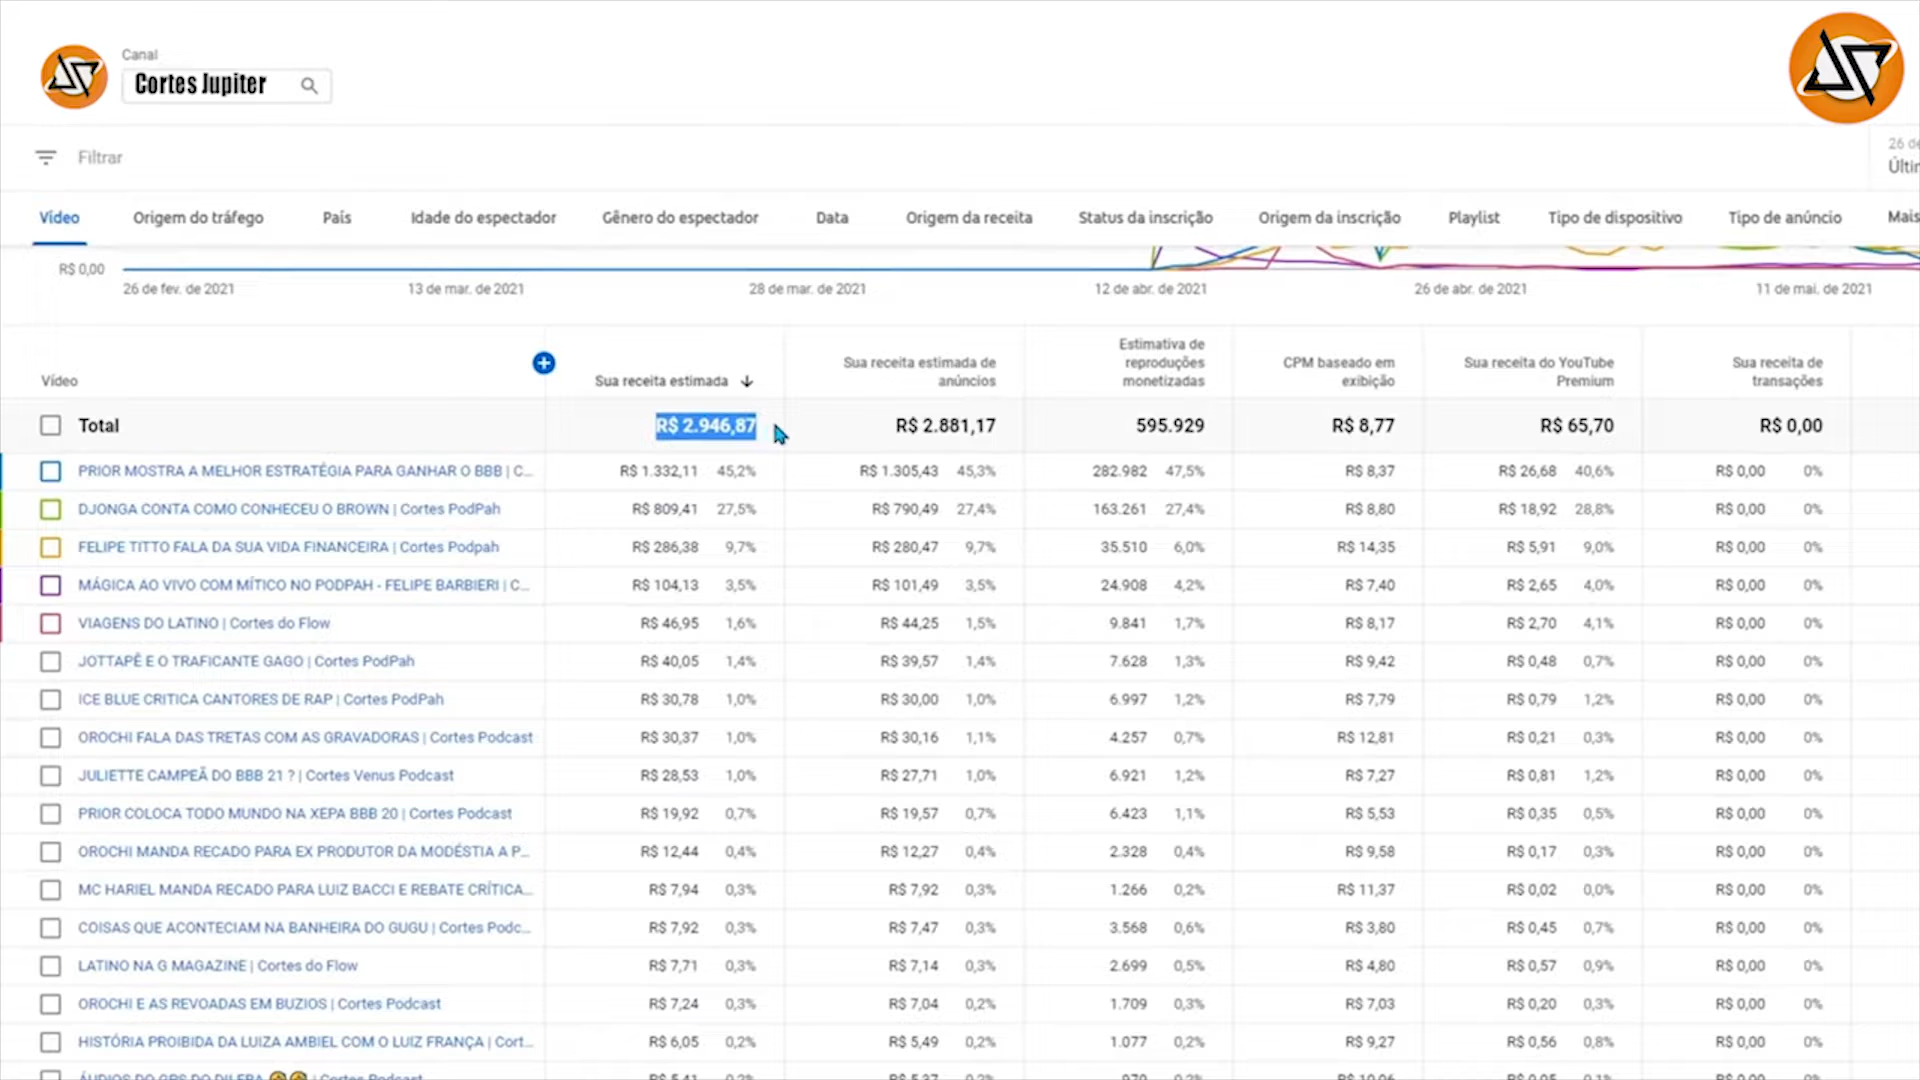 Canal
Cortes Jupiter
Filtrar
26 de
Últir
Vídeo Origem do tráfego País Idade do espectador Gênero do espectador Data Origem da receita Status da inscrição Origem da inscrição Playlist Tipo de dispositivo Tipo de anúncio Mais
R$ 0,00
26 de fev. de 2021 13 de mar. de 2021 28 de mar. de 2021 12 de abr. de 2021 26 de abr. de 2021 11 de mai. de 2021
Vídeo
Sua receita estimada
Sua receita estimada de
anúncios
Estimativa de
reproduções
monetizadas
CPM baseado em
exibição
Sua receita do YouTube
Premium
Sua receita de
transações
Total R$ 2.946,87 R$ 2.881,17 595.929 R$ 8,77 R$ 65,70 R$ 0,00
PRIOR MOSTRA A MELHOR ESTRATÉGIA PARA GANHAR O BBB | C... R$ 1.332,11 45,2% R$ 1.305,43 45,3% 282.982 47,5% R$ 8,37 R$ 26,68 40,6% R$ 0,00 0%
DJONGA CONTA COMO CONHECEU O BROWN | Cortes PodPah R$ 809,41 27,5% R$ 790,49 27,4% 163.261 27,4% R$ 8,80 R$ 18,92 28,8% R$ 0,00 0%
FELIPE TITTO FALA DA SUA VIDA FINANCEIRA | Cortes Podpah R$ 286,38 9,7% R$ 280,47 9,7% 35.510 6,0% R$ 14,35 R$ 5,91 9,0% R$ 0,00 0%
MÁGICA AO VIVO COM MÍTICO NO PODPAH - FELIPE BARBIERI | C... R$ 104,13 3,5% R$ 101,49 3,5% 24.908 4,2% R$ 7,40 R$ 2,65 4,0% R$ 0,00 0%
VIAGENS DO LATINO | Cortes do Flow R$ 46,95 1,6% R$ 44,25 1,5% 9.841 1,7% R$ 8,17 R$ 2,70 4,1% R$ 0,00 0%
JOTTAPÊ E O TRAFICANTE GAGO | Cortes PodPah R$ 40,05 1,4% R$ 39,57 1,4% 7.628 1,3% R$ 9,42 R$ 0,48 0,7% R$ 0,00 0%
ICE BLUE CRITICA CANTORES DE RAP | Cortes PodPah R$ 30,78 1,0% R$ 30,00 1,0% 6.997 1,2% R$ 7,79 R$ 0,79 1,2% R$ 0,00 0%
OROCHI FALA DAS TRETAS COM AS GRAVADORAS | Cortes Podcast R$ 30,37 1,0% R$ 30,16 1,1% 4.257 0,7% R$ 12,81 R$ 0,21 0,3% R$ 0,00 0%
JULIETTE CAMPEÃ DO BBB 21 ? | Cortes Venus Podcast R$ 28,53 1,0% R$ 27,71 1,0% 6.921 1,2% R$ 7,27 R$ 0,81 1,2% R$ 0,00 0%
PRIOR COLOCA TODO MUNDO NA XEPA BBB 20 | Cortes Podcast R$ 19,92 0,7% R$ 19,57 0,7% 6.423 1,1% R$ 5,53 R$ 0,35 0,5% R$ 0,00 0%
OROCHI MANDA RECADO PARA EX PRODUTOR DA MODÉSTIA A P... R$ 12,44 0,4% R$ 12,27 0,4% 2.328 0,4% R$ 9,58 R$ 0,17 0,3% R$ 0,00 0%
MC HARIEL MANDA RECADO PARA LUIZ BACCI E REBATE CRÍTICA... R$ 7,94 0,3% R$ 7,92 0,3% 1.266 0,2% R$ 11,37 R$ 0,02 0,0% R$ 0,00 0%
COISAS QUE ACONTECIAM NA BANHEIRA DO GUGU | Cortes Podc... R$ 7,92 0,3% R$ 7,47 0,3% 3.568 0,6% R$ 3,80 R$ 0,45 0,7% R$ 0,00 0%
LATINO NA G MAGAZINE | Cortes do Flow R$ 7,71 0,3% R$ 7,14 0,3% 2.699 0,5% R$ 4,80 R$ 0,57 0,9% R$ 0,00 0%
OROCHI E AS REVOADAS EM BUZIOS | Cortes Podcast R$ 7,24 0,3% R$ 7,04 0,2% 1.709 0,3% R$ 7,03 R$ 0,20 0,3% R$ 0,00 0%
HISTÓRIA PROIBIDA DA LUIZA AMBIEL COM O LUIZ FRANÇA | Cort... R$ 6,05 0,2% R$ 5,49 0,2% 1.077 0,2% R$ 9,27 R$ 0,56 0,8% R$ 0,00 0%